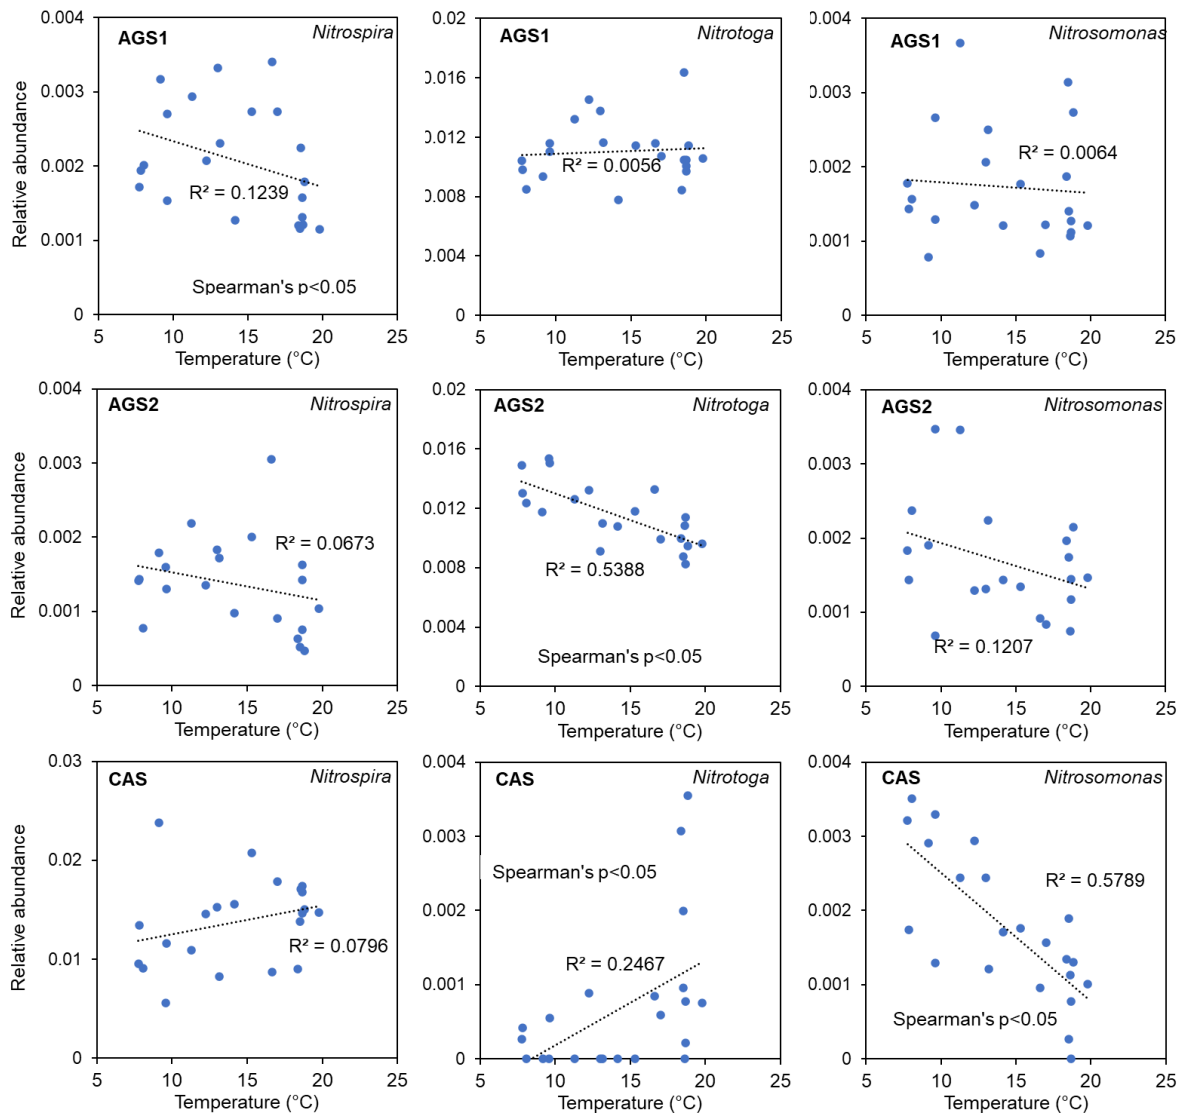 AGS1 Nitrospira
0.004
0.003
0.002
0.001
0
Relative abundance
R² = 0.1239
Spearman's p<0.05
5 10 15 20 25
Temperature (°C)
AGS1 Nitrotoga
0.02
0.016
0.012
0.008
0.004
0
R² = 0.0056
5 10 15 20 25
Temperature (°C)
AGS1 Nitrosomonas
0.004
0.003
0.002
0.001
0
R² = 0.0064
5 10 15 20 25
Temperature (°C)
AGS2 Nitrospira
0.004
0.003
0.002
0.001
0
Relative abundance
R² = 0.0673
5 10 15 20 25
Temperature (°C)
AGS2 Nitrotoga
0.02
0.016
0.012
0.008
0.004
0
R² = 0.5388
Spearman's p<0.05
5 10 15 20 25
Temperature (°C)
AGS2 Nitrosomonas
0.004
0.003
0.002
0.001
0
R² = 0.1207
5 10 15 20 25
Temperature (°C)
CAS Nitrospira
0.03
0.02
0.01
0
Relative abundance
R² = 0.0796
5 10 15 20 25
Temperature (°C)
CAS Nitrotoga
0.004
0.003
0.002
0.001
0
Spearman's p<0.05
R² = 0.2467
5 10 15 20 25
Temperature (°C)
CAS Nitrosomonas
0.004
0.003
0.002
0.001
0
R² = 0.5789
Spearman's p<0.05
5 10 15 20 25
Temperature (°C)